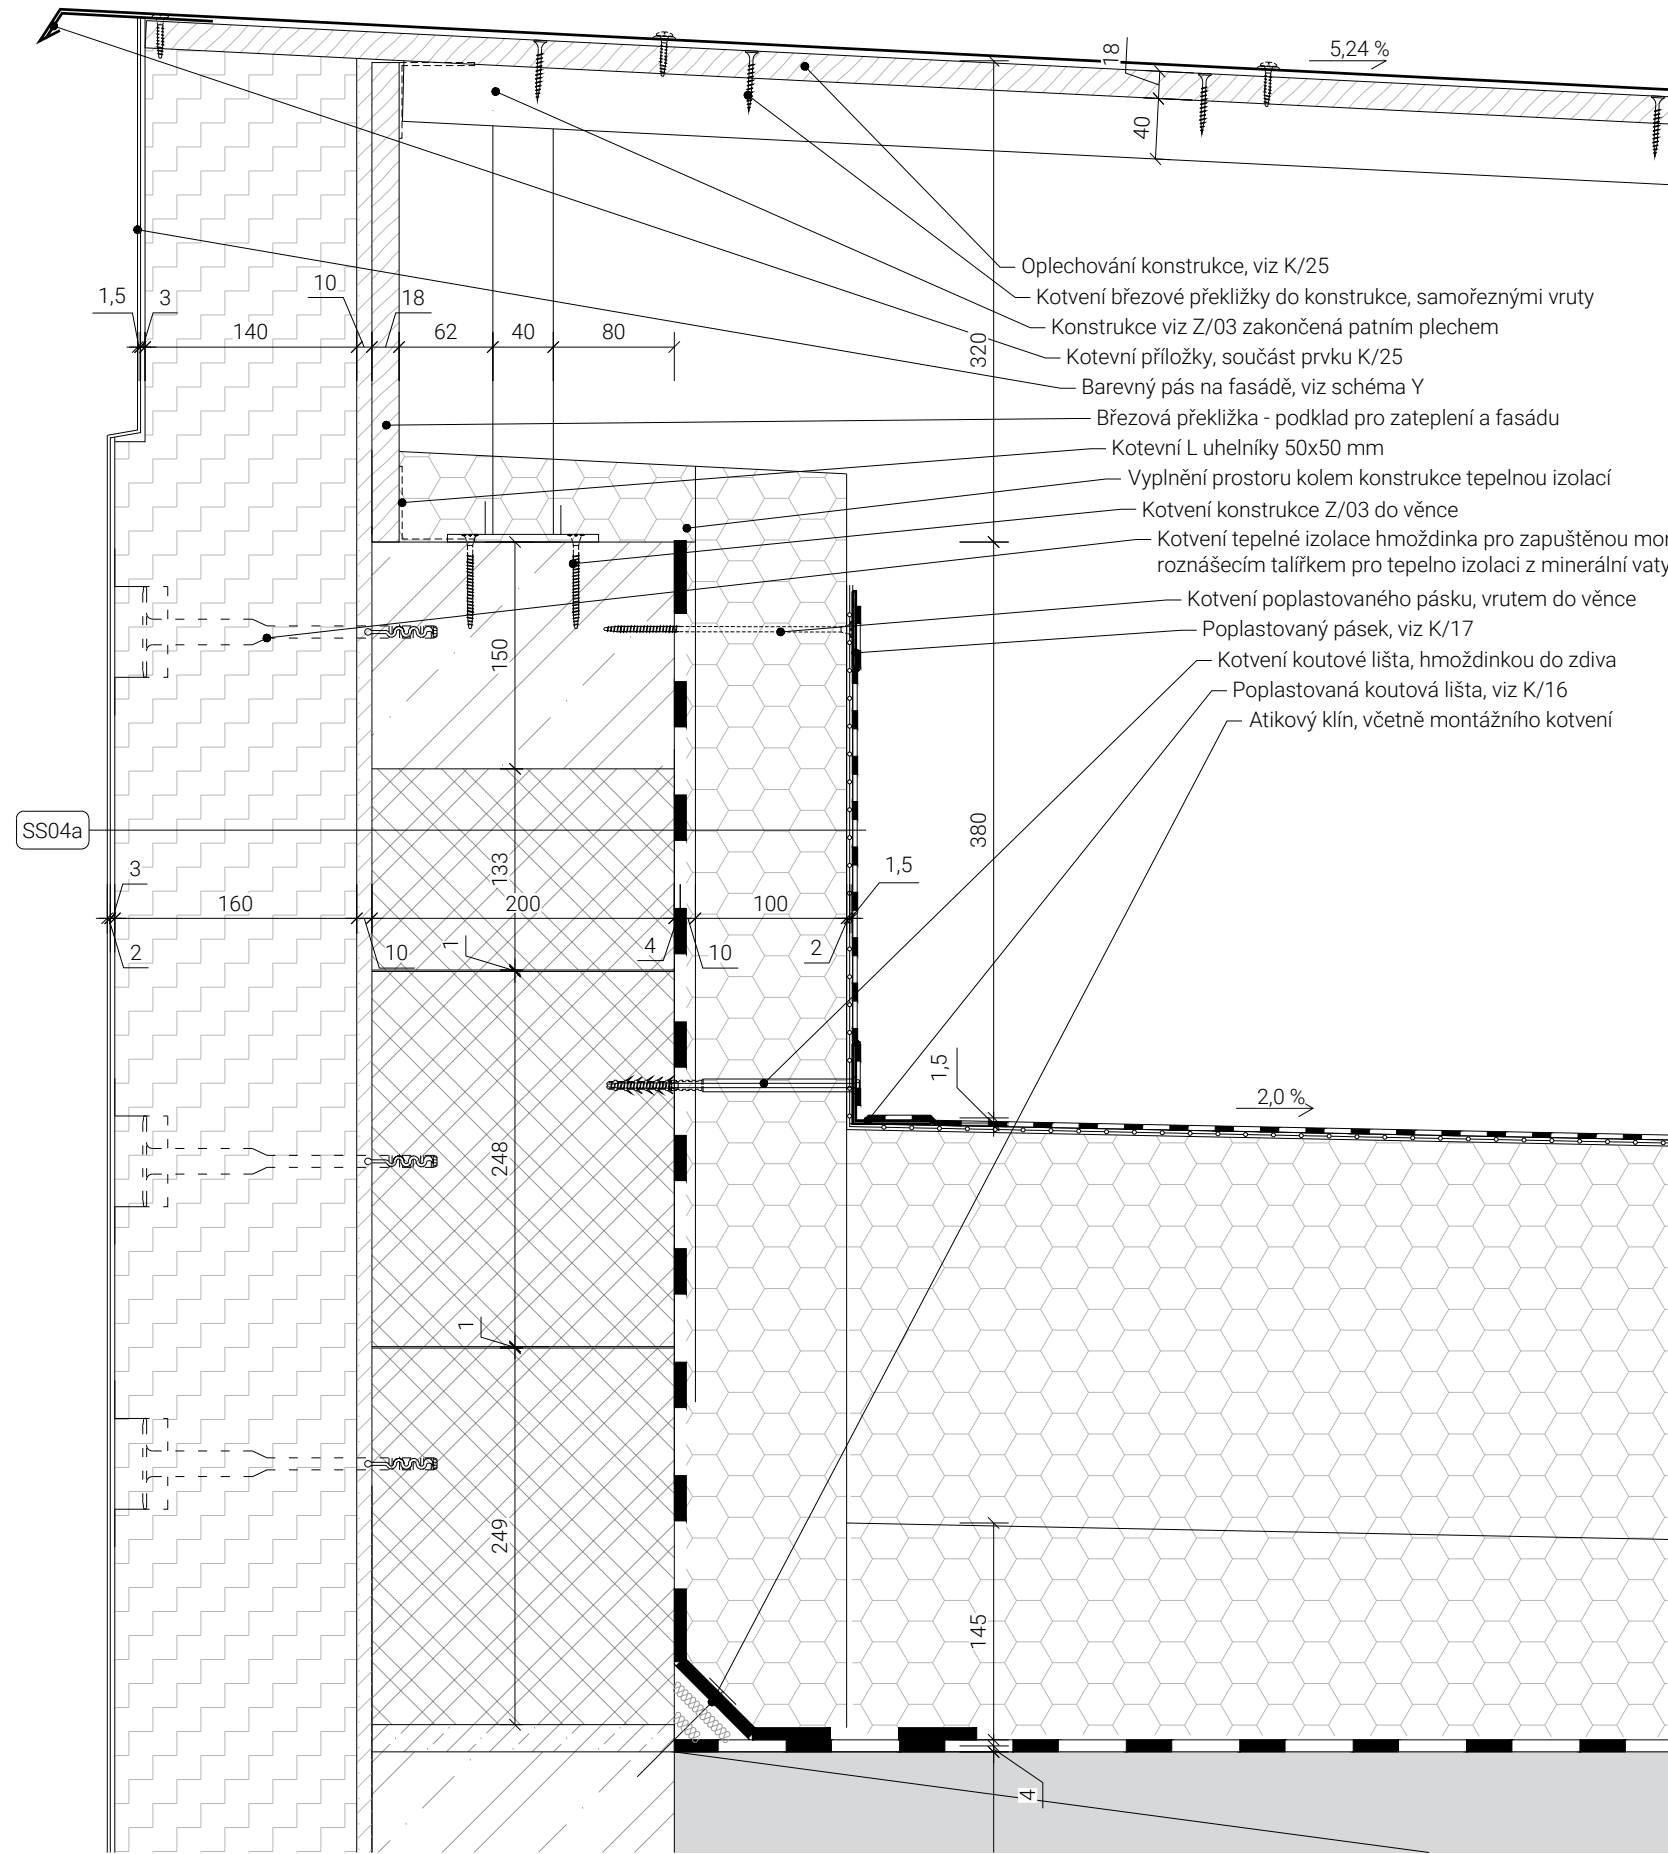 5,24 %
18
40
Oplechování konstrukce, viz K/25
Kotvení březové překližky do konstrukce, samořeznými vruty
Konstrukce viz Z/03 zakončená patním plechem
Kotevní příložky, součást prvku K/25
Barevný pás na fasádě, viz schéma Y
Březová překližka - podklad pro zateplení a fasádu
Kotevní L uhelníky 50x50 mm
Vyplnění prostoru kolem konstrukce tepelnou izolací
Kotvení konstrukce Z/03 do věnce
Kotvení tepelné izolace hmoždinka pro zapuštěnou
roznášecím talířkem pro tepelno izolaci z minerální vaty
Kotvení poplastovaného pásku, vrutem do věnce
Poplastovaný pásek, viz K/17
Kotvení koutové lišta, hmoždinkou do zdiva
Poplastovaná koutová lišta, viz K/16
Atikový klín, včetně montážního kotvení
1,5
3
140
10
18
62
40
80
320
150
SS04a
133
380
3
160
200
100
1,5
2
10
1
4
10
2
1,5
2,0 %
248
1
249
145
4